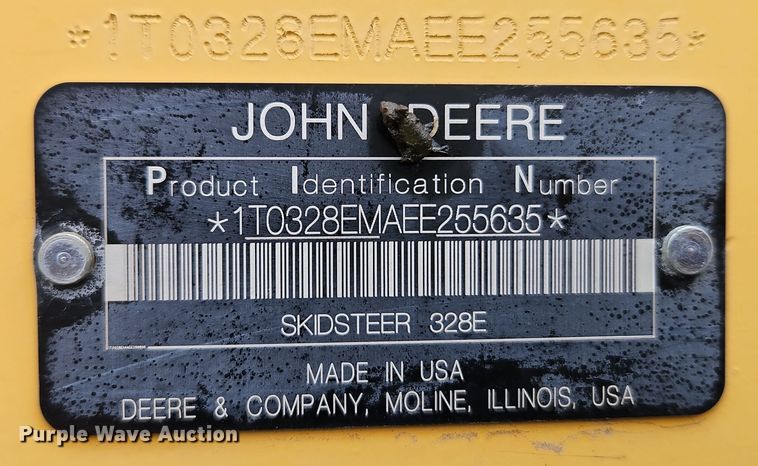 *1T0328EMAEE255635*
JOHN DEERE
Product Identification Number
*1T0328EMAEE255635*
SKIDSTEER 328E
MADE IN USA
DEERE & COMPANY, MOLINE, ILLINOIS, USA
Purple Wave Auction